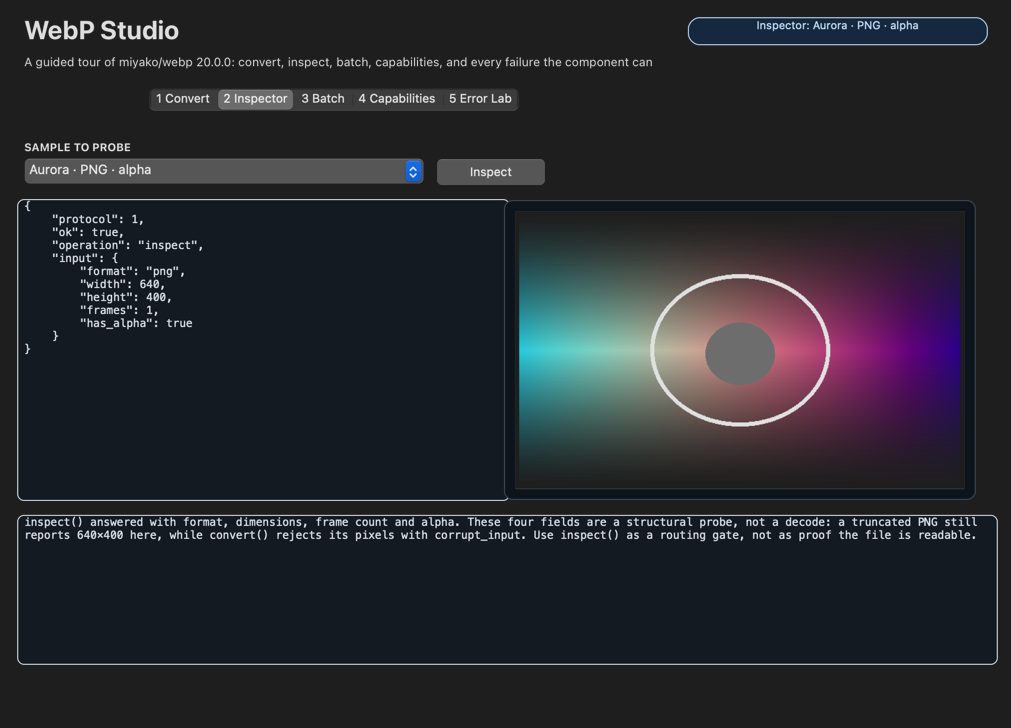 WebP Studio
Inspector: Aurora · PNG · alpha
A guided tour of miyako/webp 20.0.0: convert, inspect, batch, capabilities, and every failure the component can
1 Convert
2 Inspector
3 Batch
4 Capabilities
5 Error Lab
SAMPLE TO PROBE
Aurora · PNG · alpha
Inspect
{
    "protocol": 1,
    "ok": true,
    "operation": "inspect",
    "input": {
        "format": "png",
        "width": 640,
        "height": 400,
        "frames": 1,
        "has_alpha": true
    }
}
inspect() answered with format, dimensions, frame count and alpha. These four fields are a structural probe, not a decode: a truncated PNG still
reports 640×400 here, while convert() rejects its pixels with corrupt_input. Use inspect() as a routing gate, not as proof the file is readable.